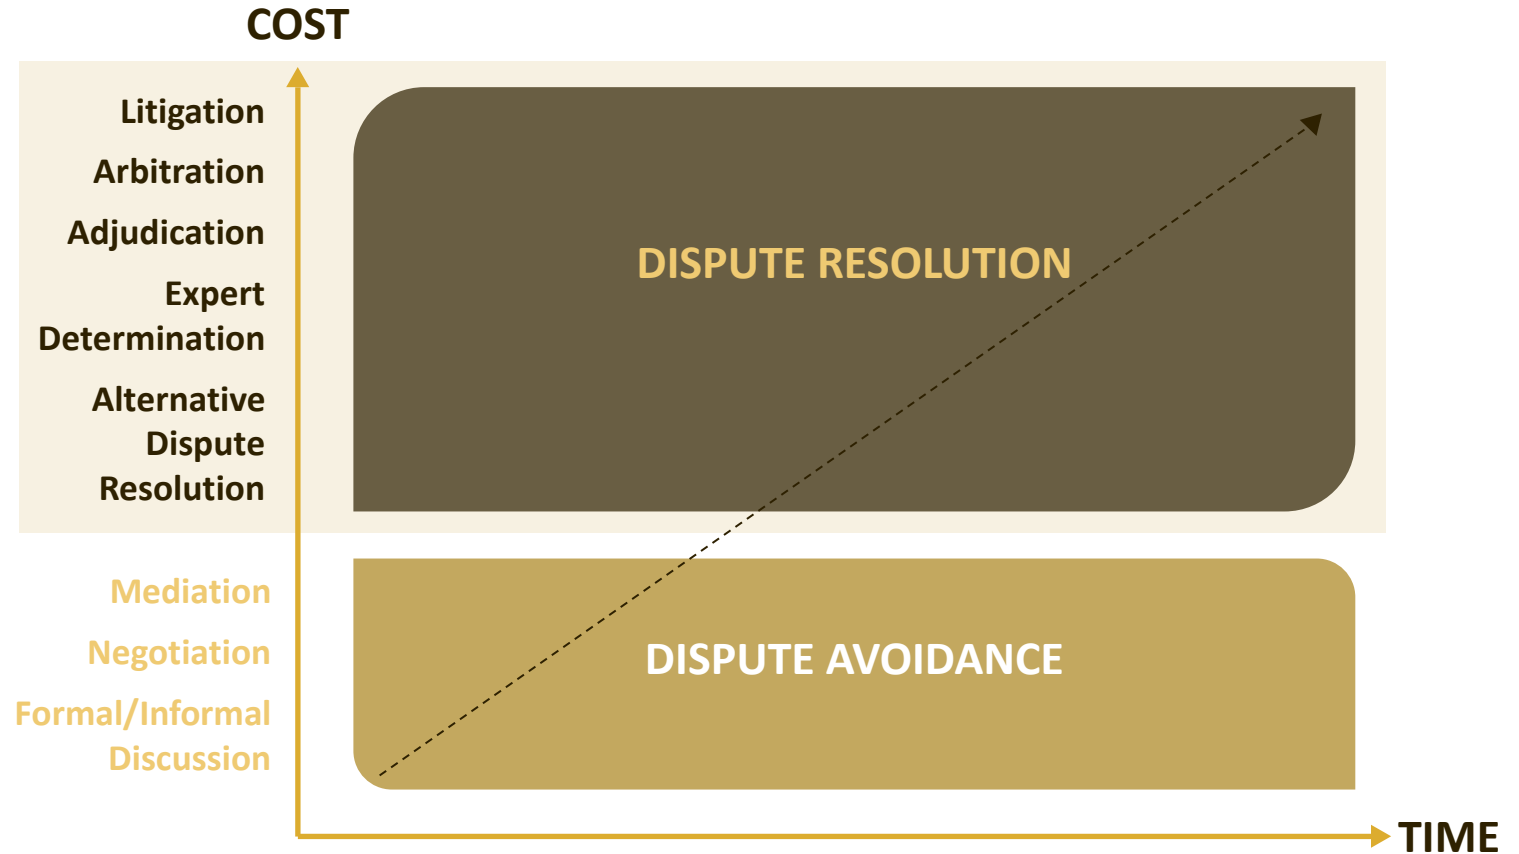 COST
Litigation
Arbitration
Adjudication
Expert
Determination
Alternative
Dispute
Resolution
DISPUTE RESOLUTION
Mediation
Negotiation
Formal/Informal
Discussion
DISPUTE AVOIDANCE
TIME